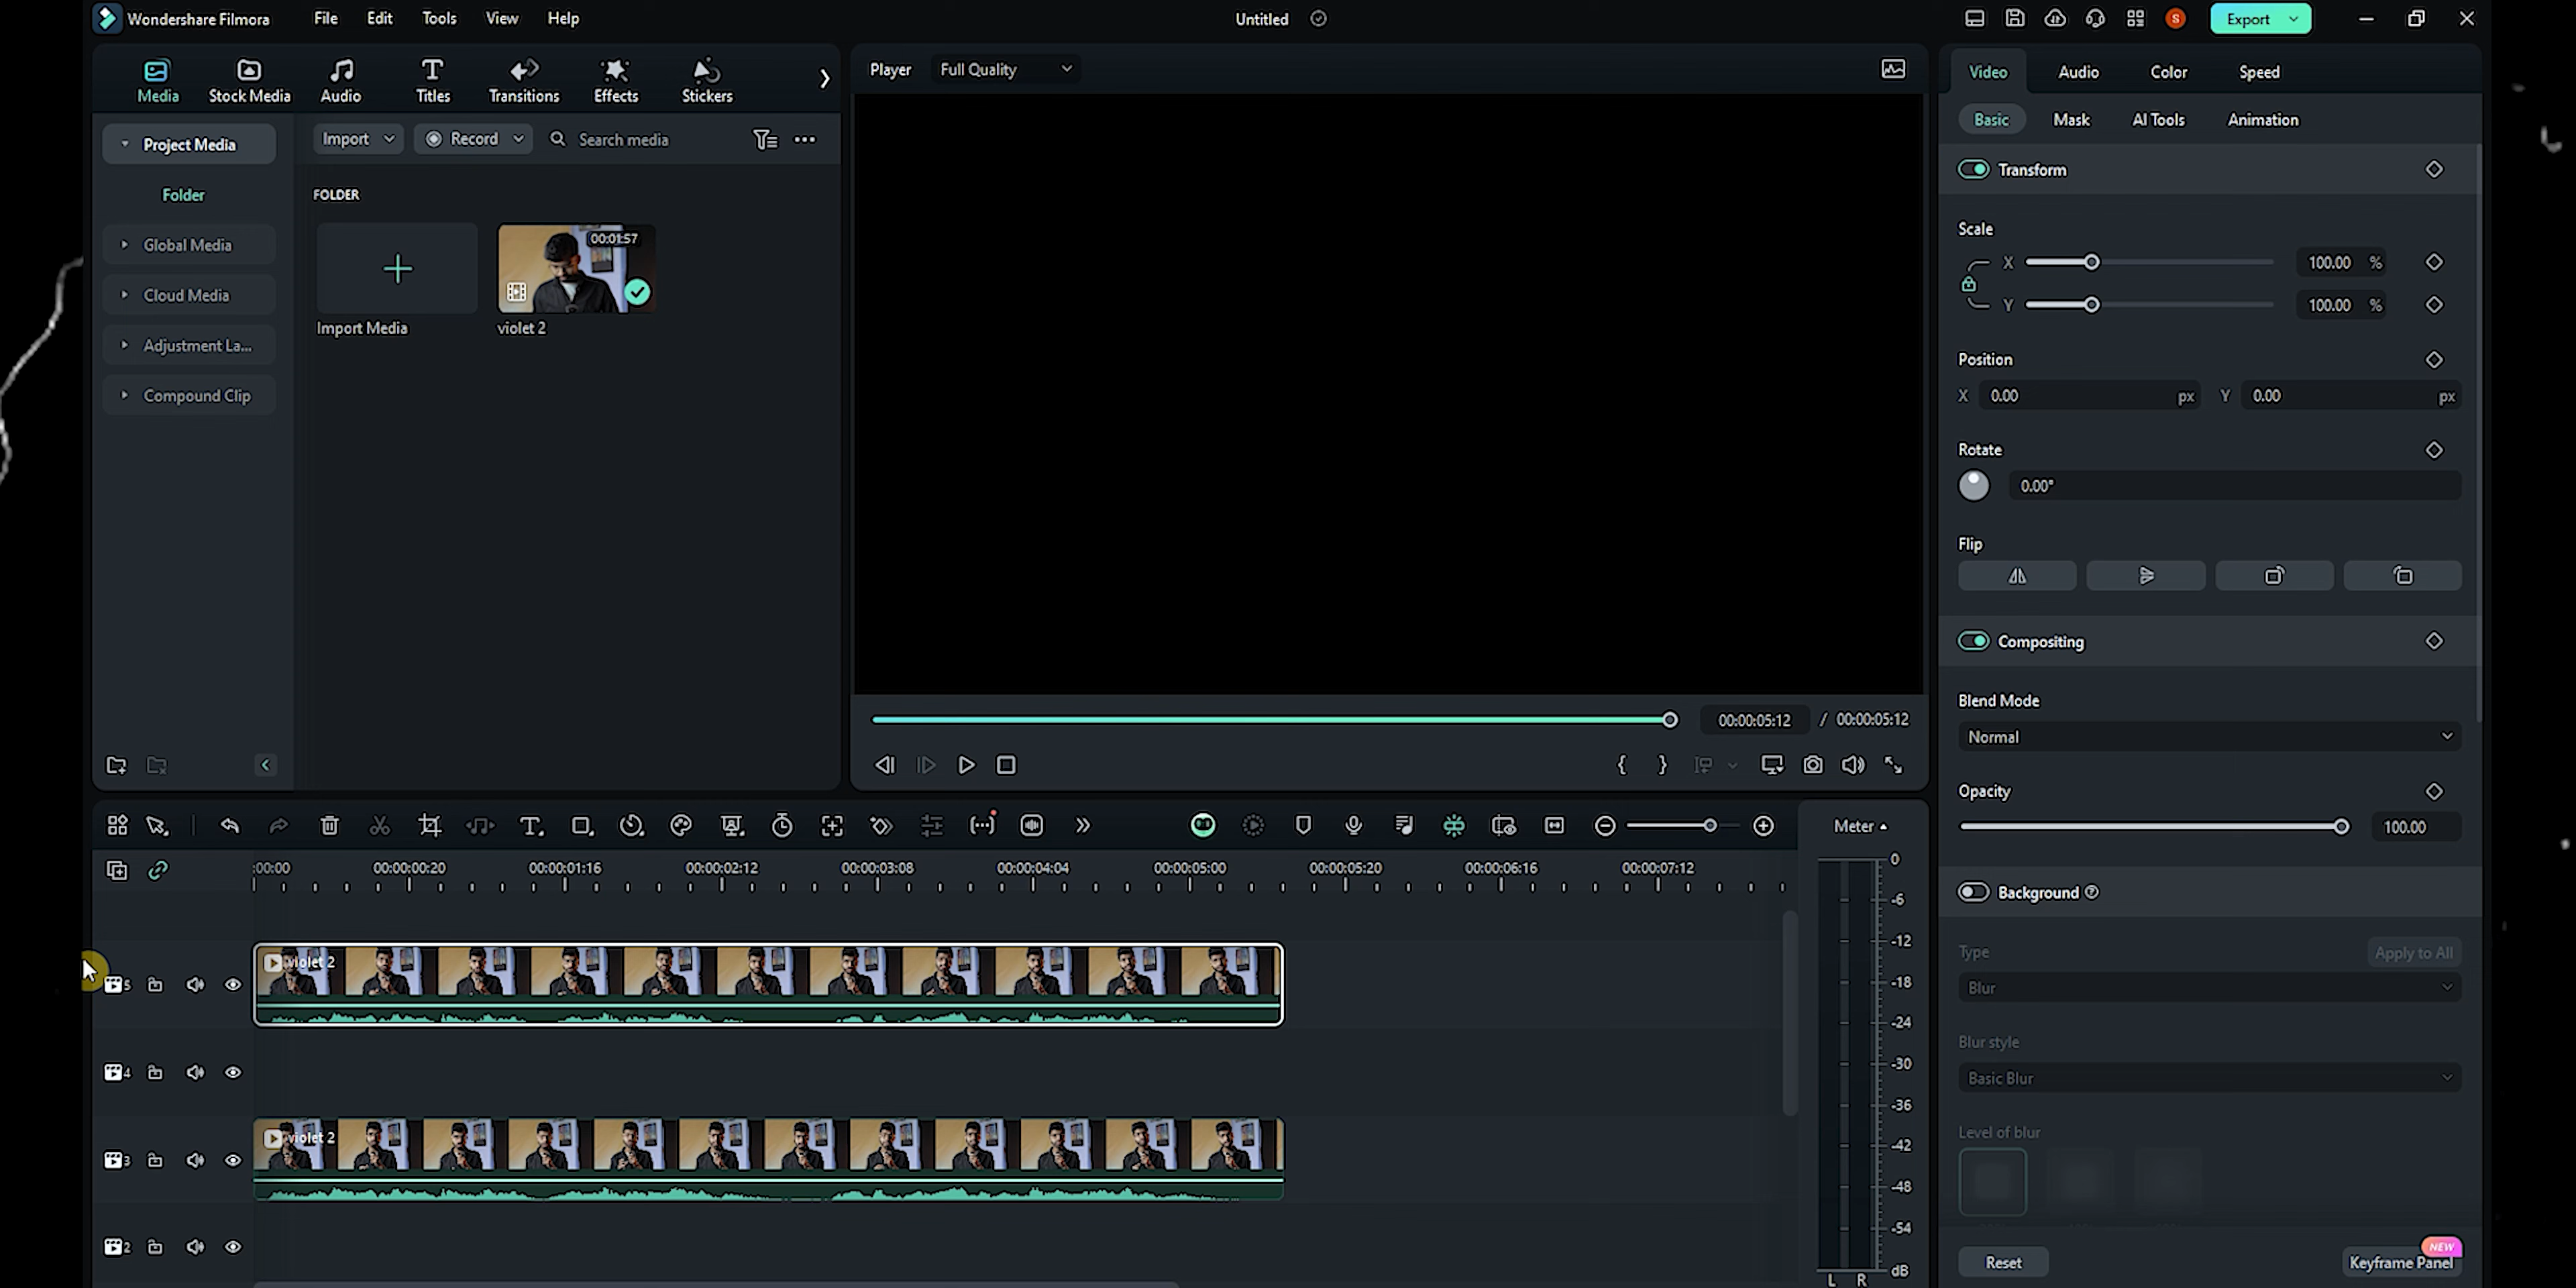 Wondershare Filmora File Edit Tools View Help Untitled S Export
Media Stock Media Audio Titles Transitions Effects Stickers
Project Media
Folder
Global Media
Cloud Media
Adjustment La...
Compound Clip
Import Record Search media
FOLDER
00:01:57
Import Media violet 2
Player Full Quality
00:00:05:12 / 00:00:05:12
{ }
Video Audio Color Speed
Basic Mask AI Tools Animation
Transform
Scale
X 100.00 %
Y 100.00 %
Position
X 0.00 px Y 0.00 px
Rotate
0.00°
Flip
Compositing
Blend Mode
Normal
Opacity
100.00
Background
Type Apply to All
Blur
Blur style
Basic Blur
Level of blur
Reset Keyframe Panel NEW
Meter
:00:00 00:00:00:20 00:00:01:16 00:00:02:12 00:00:03:08 00:00:04:04 00:00:05:00 00:00:05:20 00:00:06:16 00:00:07:12
5 violet 2
4
3 violet 2
2
0
-6
-12
-18
-24
-30
-36
-42
-48
-54
dB
L R